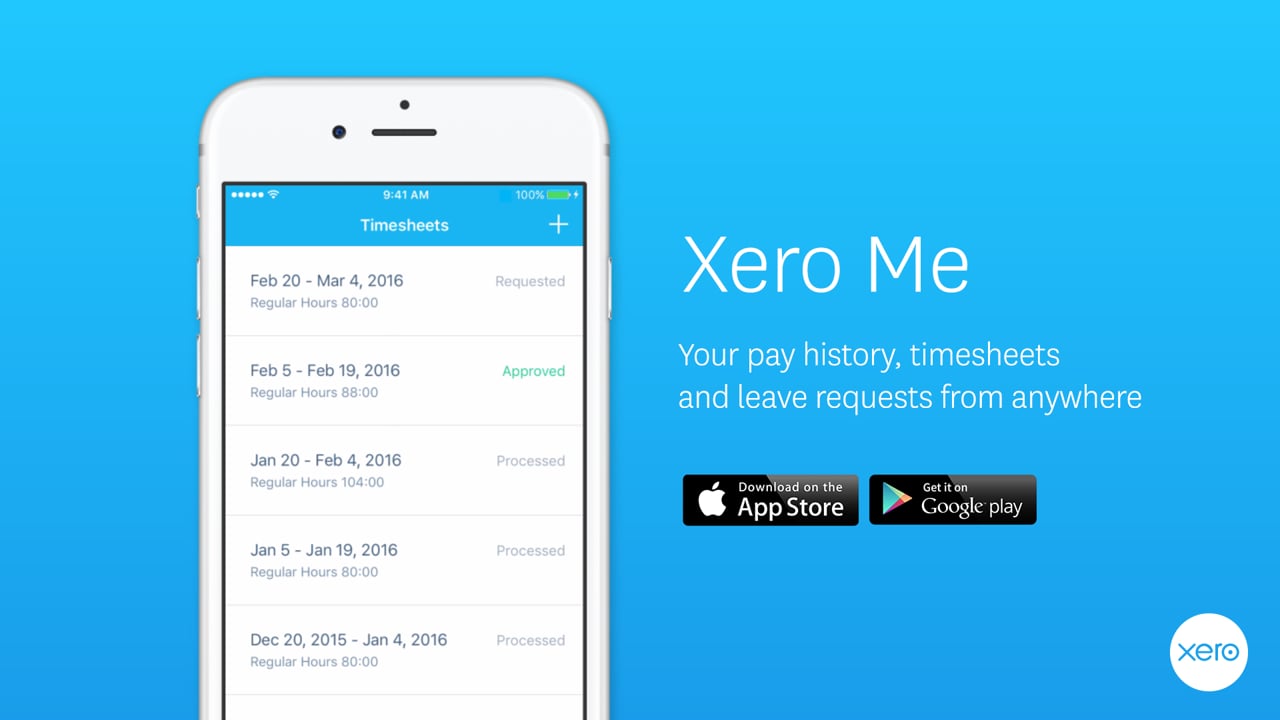 9:41 AM
100%
Timesheets
Feb 20 - Mar 4, 2016
Requested
Regular Hours 80:00
Feb 5 - Feb 19, 2016
Approved
Regular Hours 88:00
Jan 20 - Feb 4, 2016
Processed
Regular Hours 104:00
Jan 5 - Jan 19, 2016
Processed
Regular Hours 80:00
Dec 20, 2015 - Jan 4, 2016
Processed
Regular Hours 80:00
Xero Me
Your pay history, timesheets
and leave requests from anywhere
Download on the
App Store
Get it on
Google play
xero